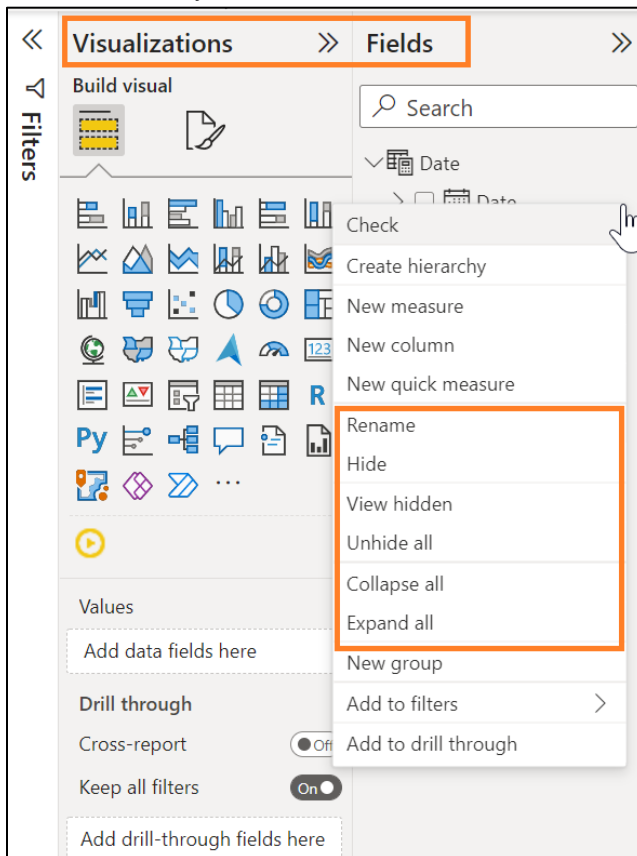 Visualizations
Fields
Filters
Build visual
Search
Date
Date
Check
Create hierarchy
New measure
New column
New quick measure
Rename
Hide
View hidden
Unhide all
Collapse all
Expand all
New group
Add to filters
Add to drill through
123
R
Py
Values
Add data fields here
Drill through
Cross-report
Off
Keep all filters
On
Add drill-through fields here